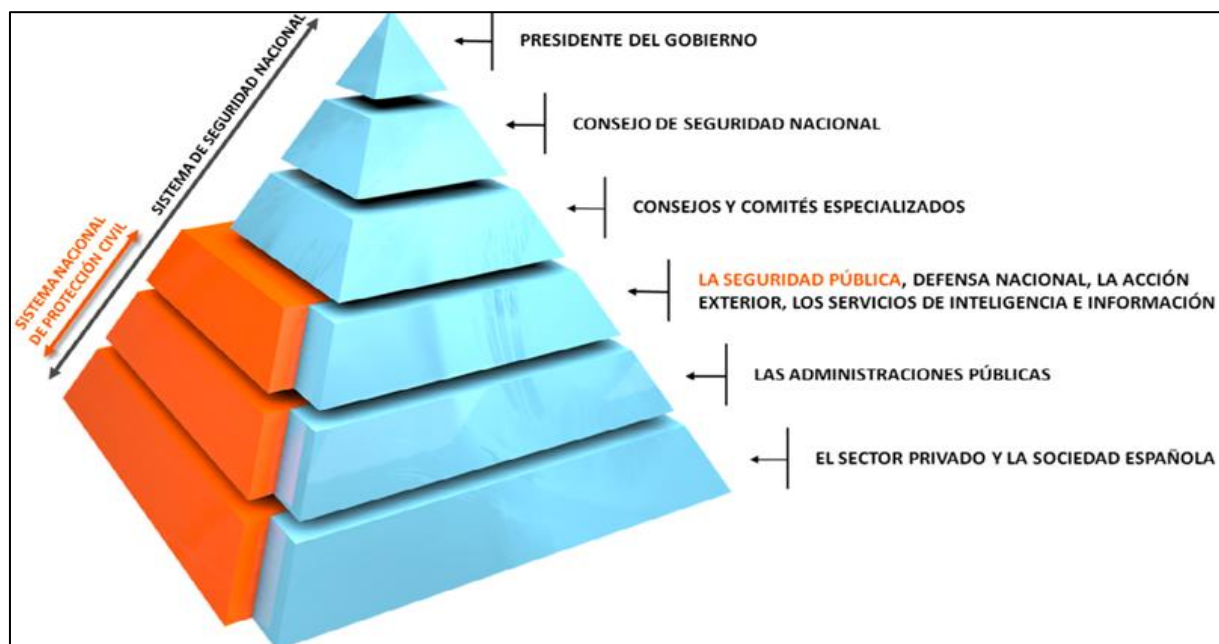 PRESIDENTE DEL GOBIERNO
CONSEJO DE SEGURIDAD NACIONAL
CONSEJOS Y COMITÉS ESPECIALIZADOS
LA SEGURIDAD PÚBLICA, DEFENSA NACIONAL, LA ACCIÓN
EXTERIOR, LOS SERVICIOS DE INTELIGENCIA E INFORMACIÓN
LAS ADMINISTRACIONES PÚBLICAS
EL SECTOR PRIVADO Y LA SOCIEDAD ESPAÑOLA
SISTEMA DE SEGURIDAD NACIONAL
SISTEMA NACIONAL
DE PROTECCIÓN CIVIL